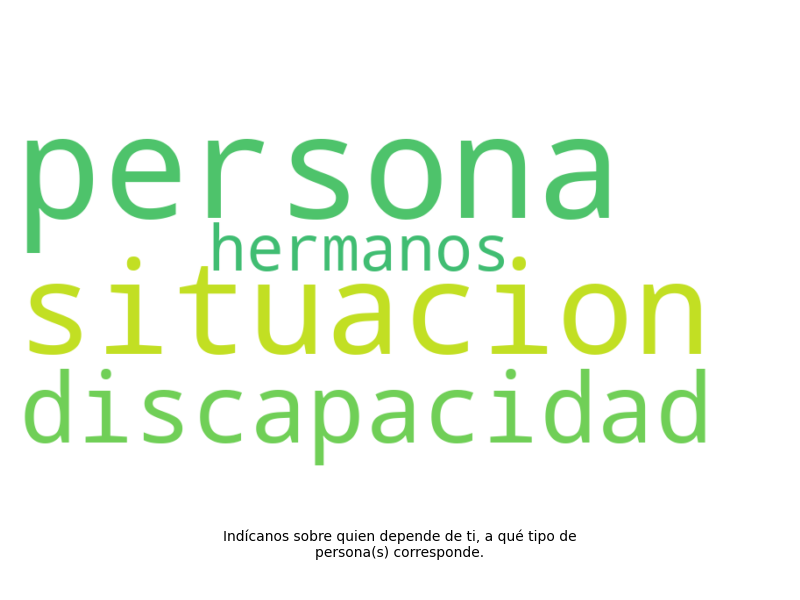 persona
hermanos
situacion
discapacidad
Indícanos sobre quien depende de ti, a qué tipo de
persona(s) corresponde.